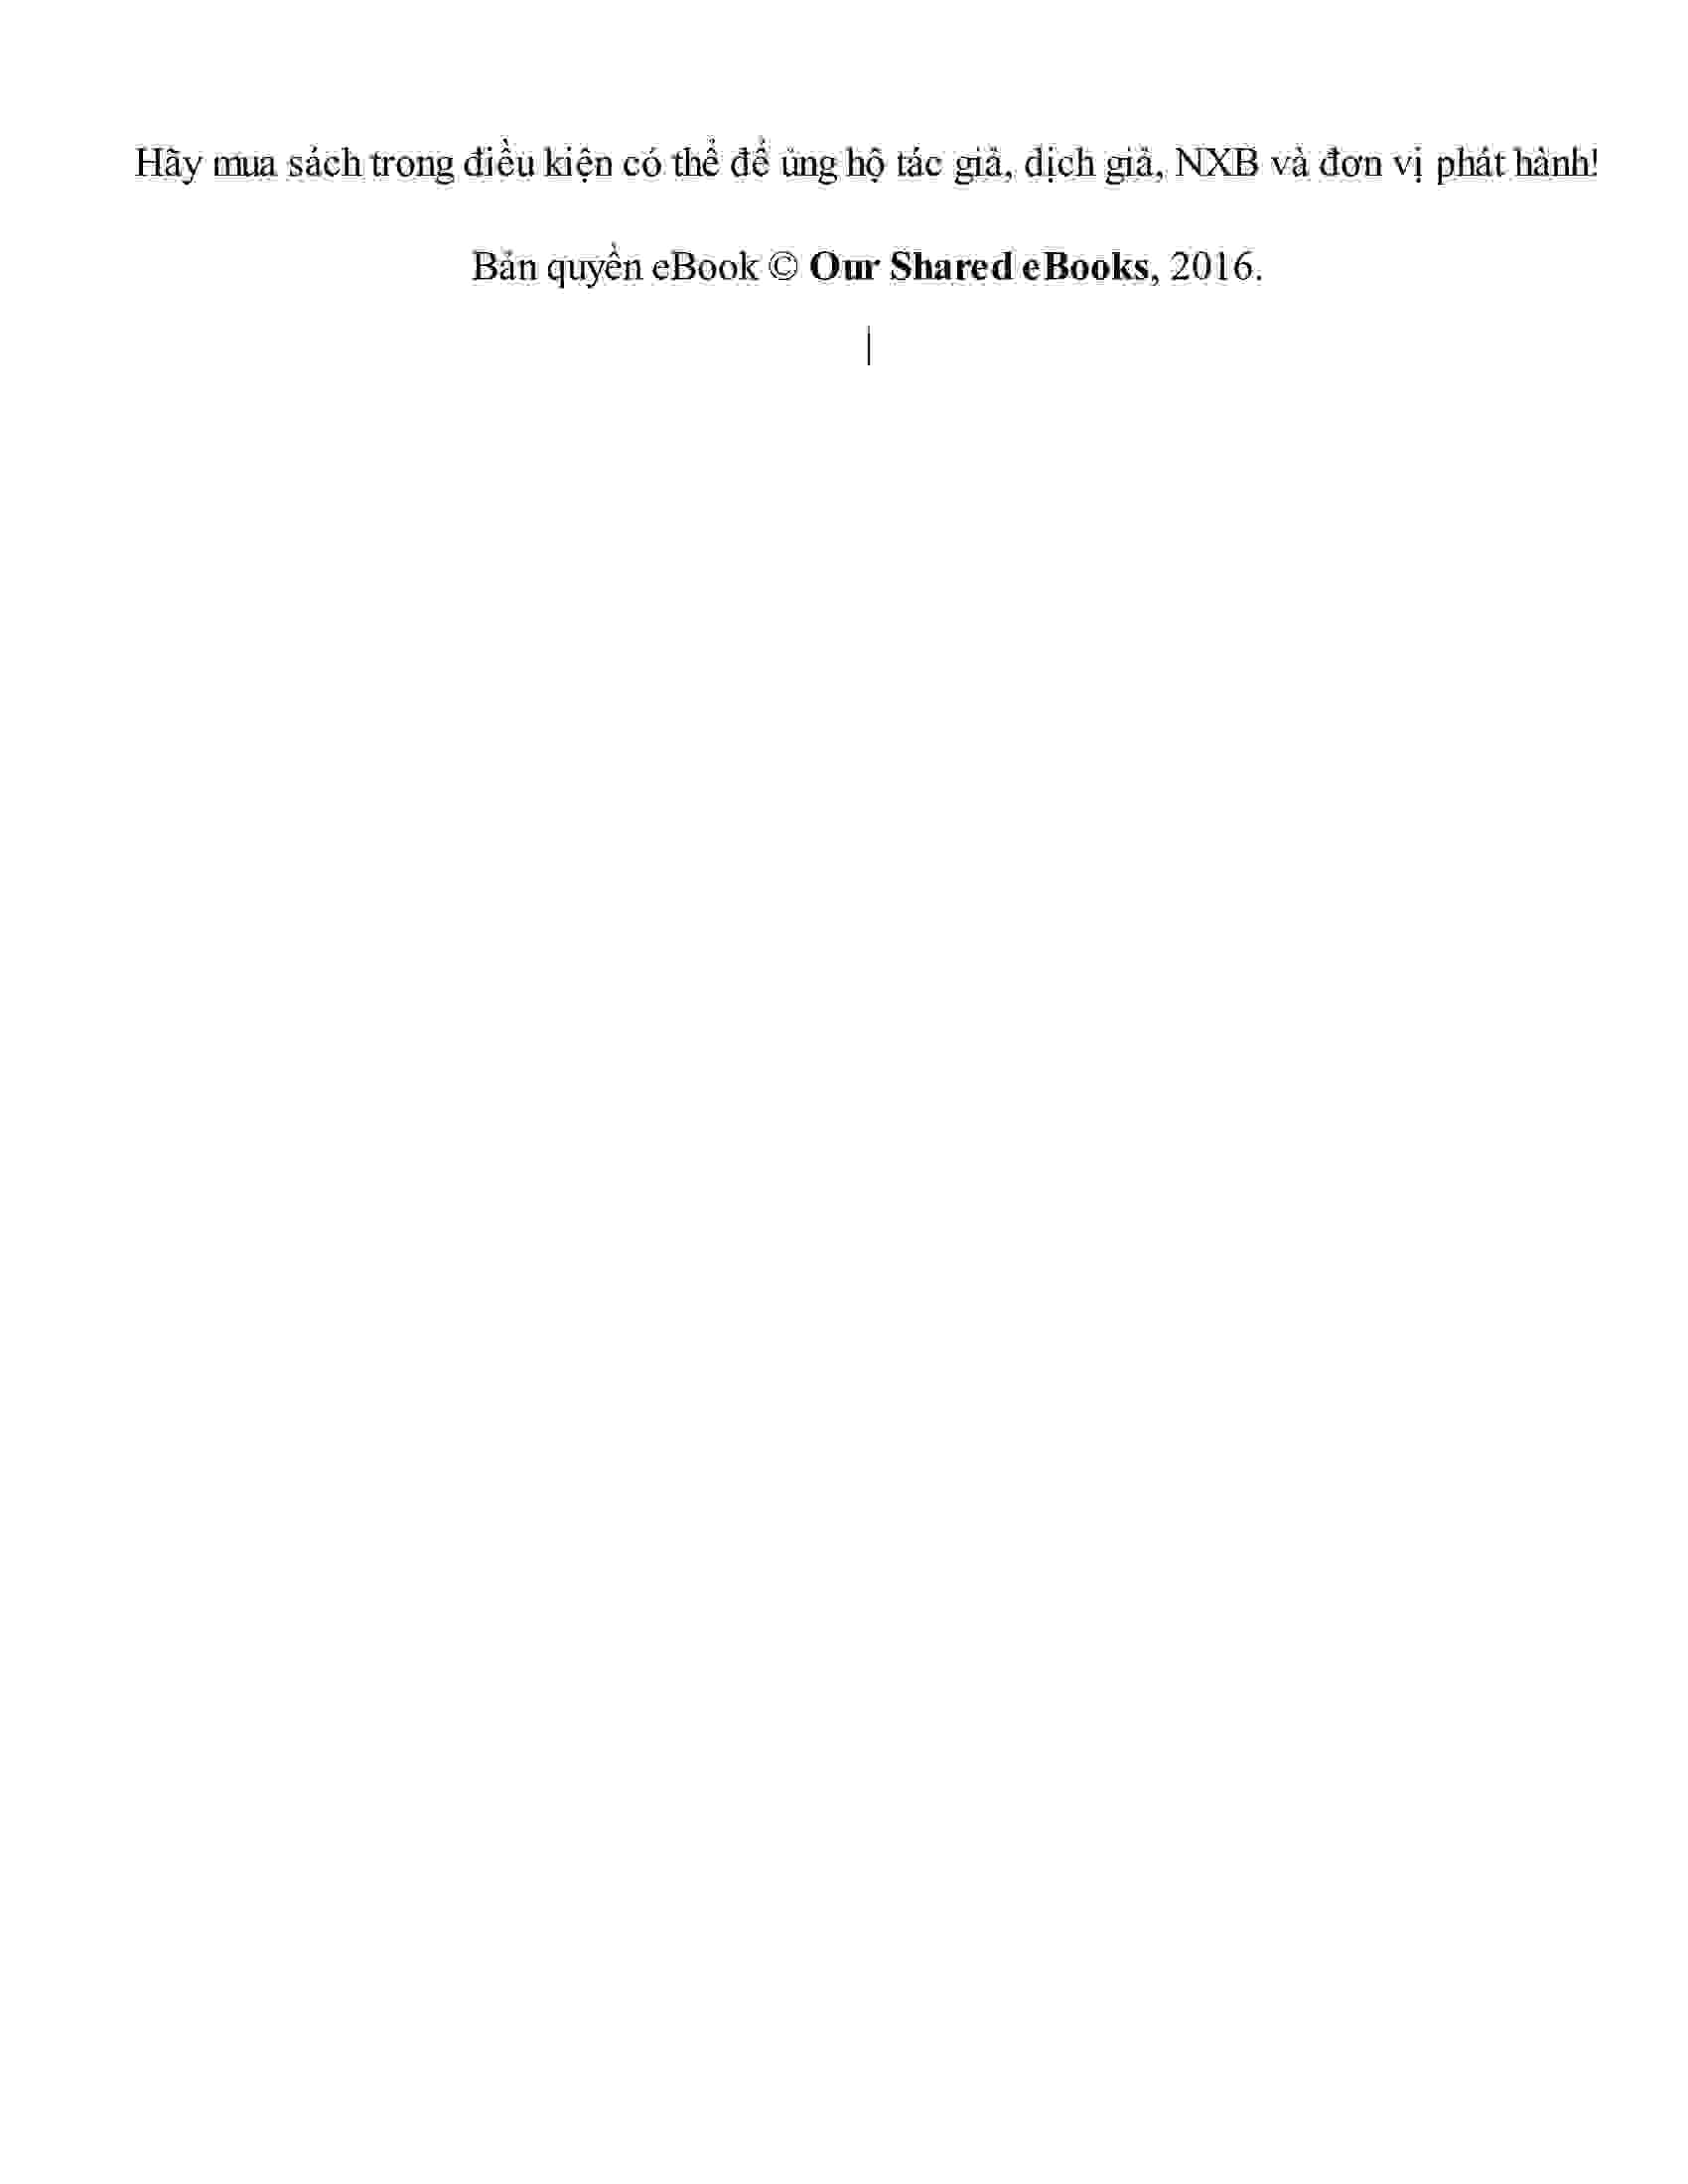 Hãy mua sách trong điều kiện có thể để ủng hộ tác giả, dịch giả, NXB và đơn vị phát hành!
Bản quyền eBook © Our Shared eBooks, 2016.
|